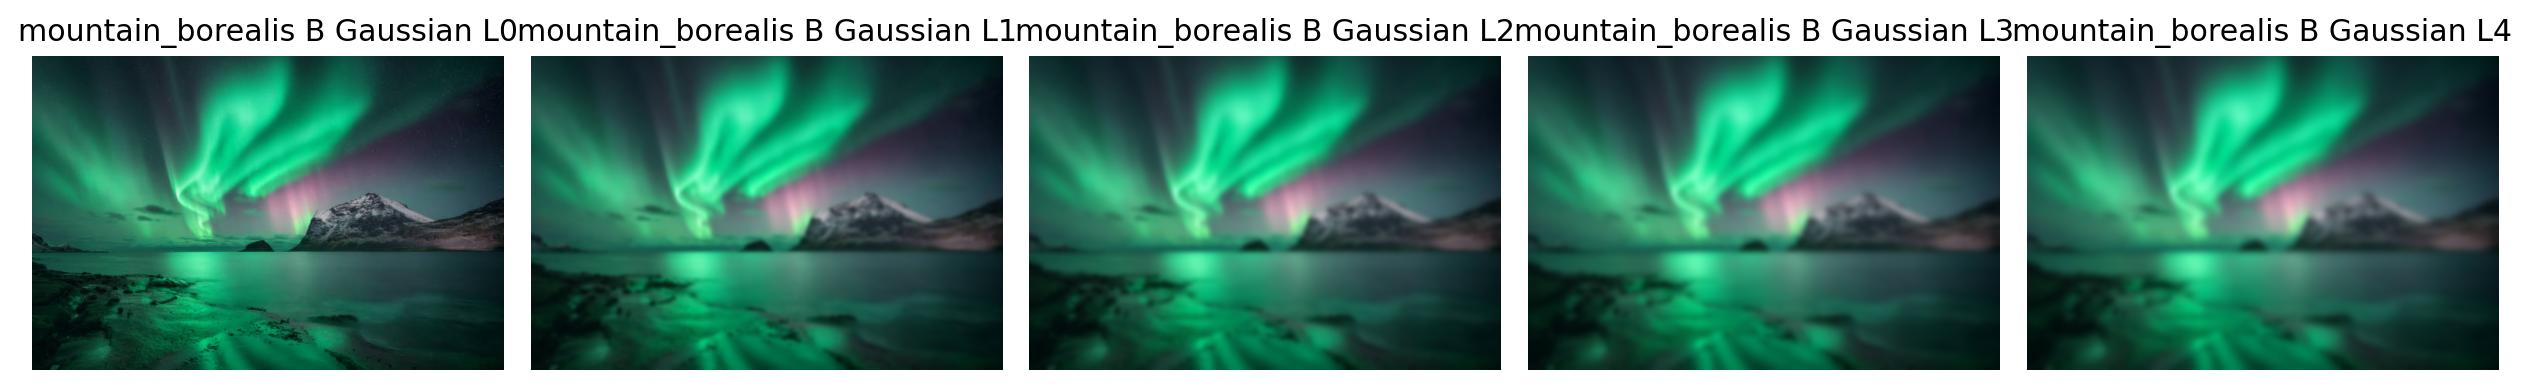 mountain_borealis B Gaussian L0
mountain_borealis B Gaussian L1
mountain_borealis B Gaussian L2
mountain_borealis B Gaussian L3
mountain_borealis B Gaussian L4